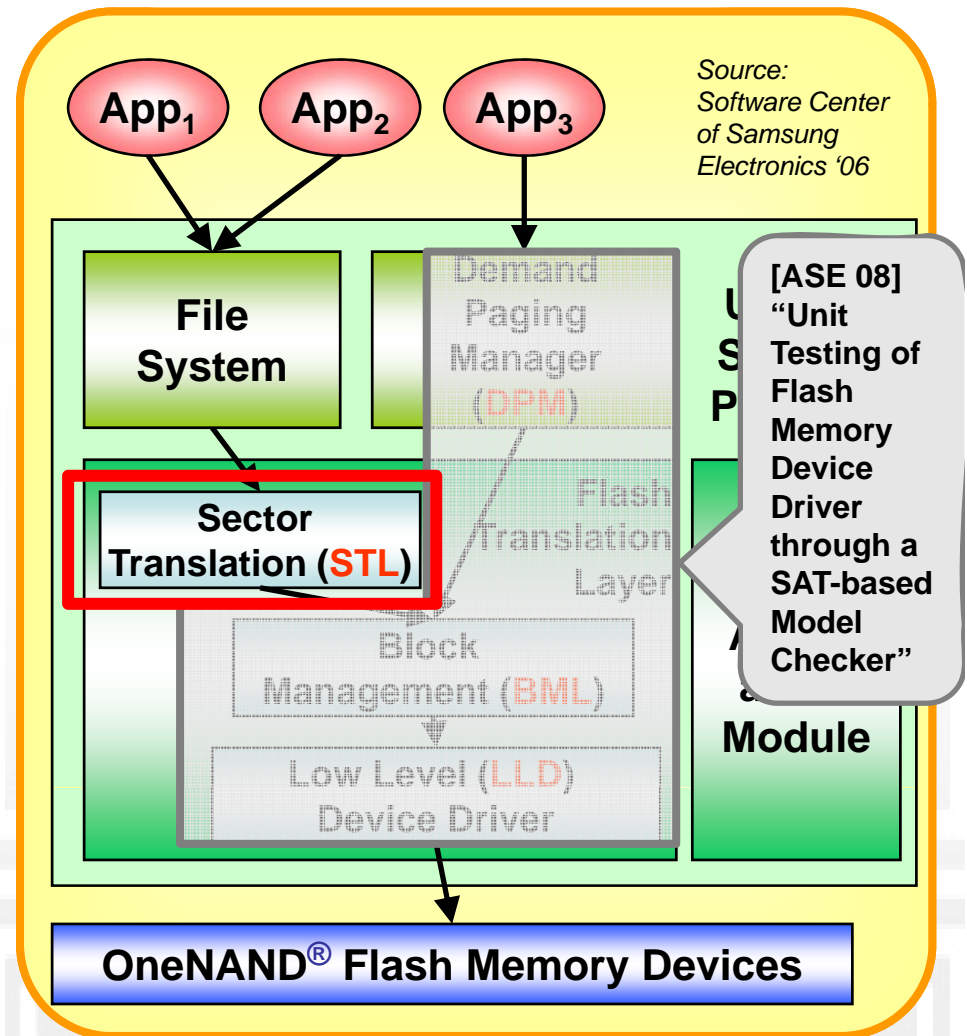 App1
App2
App3
Source:
Software Center
of Samsung
Electronics ‘06
File
System
Demand
Paging
Manager
(DPM)
[ASE 08]
“Unit
Testing of
Flash
Memory
Device
Driver
through a
SAT-based
Model
Checker”
Sector
Translation (STL)
Flash
Translation
Layer
Block
Management (BML)
Module
Low Level (LLD)
Device Driver
OneNAND® Flash Memory Devices